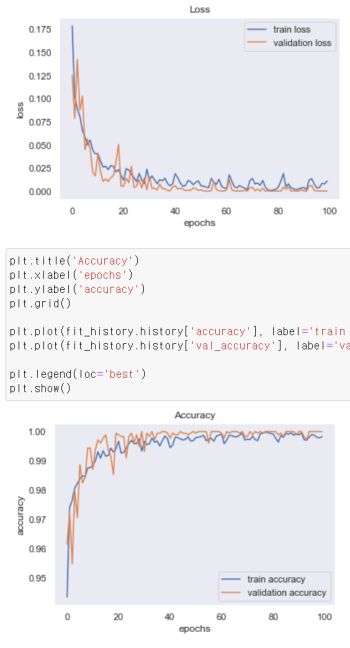 Loss
0.175
0.150
0.125
0.100
0.075
0.050
0.025
0.000
loss
train loss
validation loss
0 20 40 60 80 100
epochs
plt.title('Accuracy')
plt.xlabel('epochs')
plt.ylabel('accuracy')
plt.grid()
plt.plot(fit_history.history['accuracy'], label='train
plt.plot(fit_history.history['val_accuracy'], label='va
plt.legend(loc='best')
plt.show()
Accuracy
1.00
0.99
0.98
0.97
0.96
0.95
accuracy
train accuracy
validation accuracy
0 20 40 60 80 100
epochs